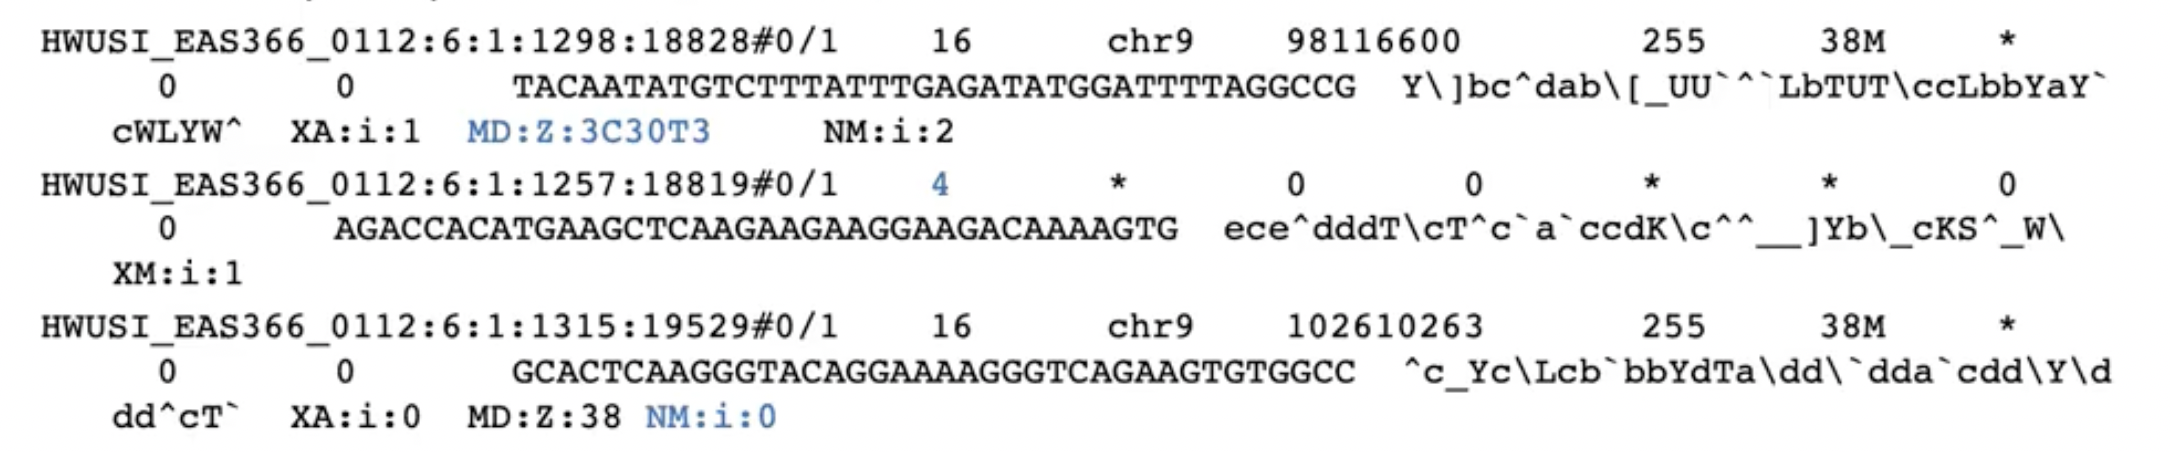 HWUSI_EAS366_0112:6:1:1298:18828#0/1 16 chr9 98116600 255 38M *
0 0 TACAATATGTCTTTATTTGAGATATGGATTTTAGGCCG Y\]bc^dab\[_UU`^`LbTUT\ccLbbYaY`
cWLYW^ XA:i:1 MD:Z:3C30T3 NM:i:2
HWUSI_EAS366_0112:6:1:1257:18819#0/1 4 * 0 0 * * 0
0 AGACCACATGAAGCTCAAGAAGAAGGAAGACAAAAGTG ece^dddT\cT^c`a`ccdK\c^^__]Yb\_cKS^_W\
XM:i:1
HWUSI_EAS366_0112:6:1:1315:19529#0/1 16 chr9 102610263 255 38M *
0 0 GCACTCAAGGGTACAGGAAAAGGGTCAGAAGTGTGGCC ^c_Yc\Lcb`bbYdTa\dd\`dda`cdd\Y\d
dd^cT` XA:i:0 MD:Z:38 NM:i:0